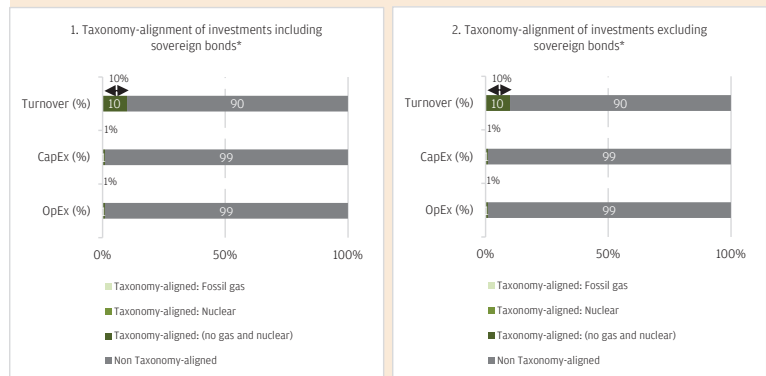 1. Taxonomy-alignment of investments including
sovereign bonds*
10%
Turnover (%)
10
90
1%
CapEx (%)
1
99
1%
OpEx (%)
1
99
0%
50%
100%
Taxonomy-aligned: Fossil gas
Taxonomy-aligned: Nuclear
Taxonomy-aligned: (no gas and nuclear)
Non Taxonomy-aligned
2. Taxonomy-alignment of investments excluding
sovereign bonds*
10%
Turnover (%)
10
90
1%
CapEx (%)
1
99
1%
OpEx (%)
1
99
0%
50%
100%
Taxonomy-aligned: Fossil gas
Taxonomy-aligned: Nuclear
Taxonomy-aligned: (no gas and nuclear)
Non Taxonomy-aligned